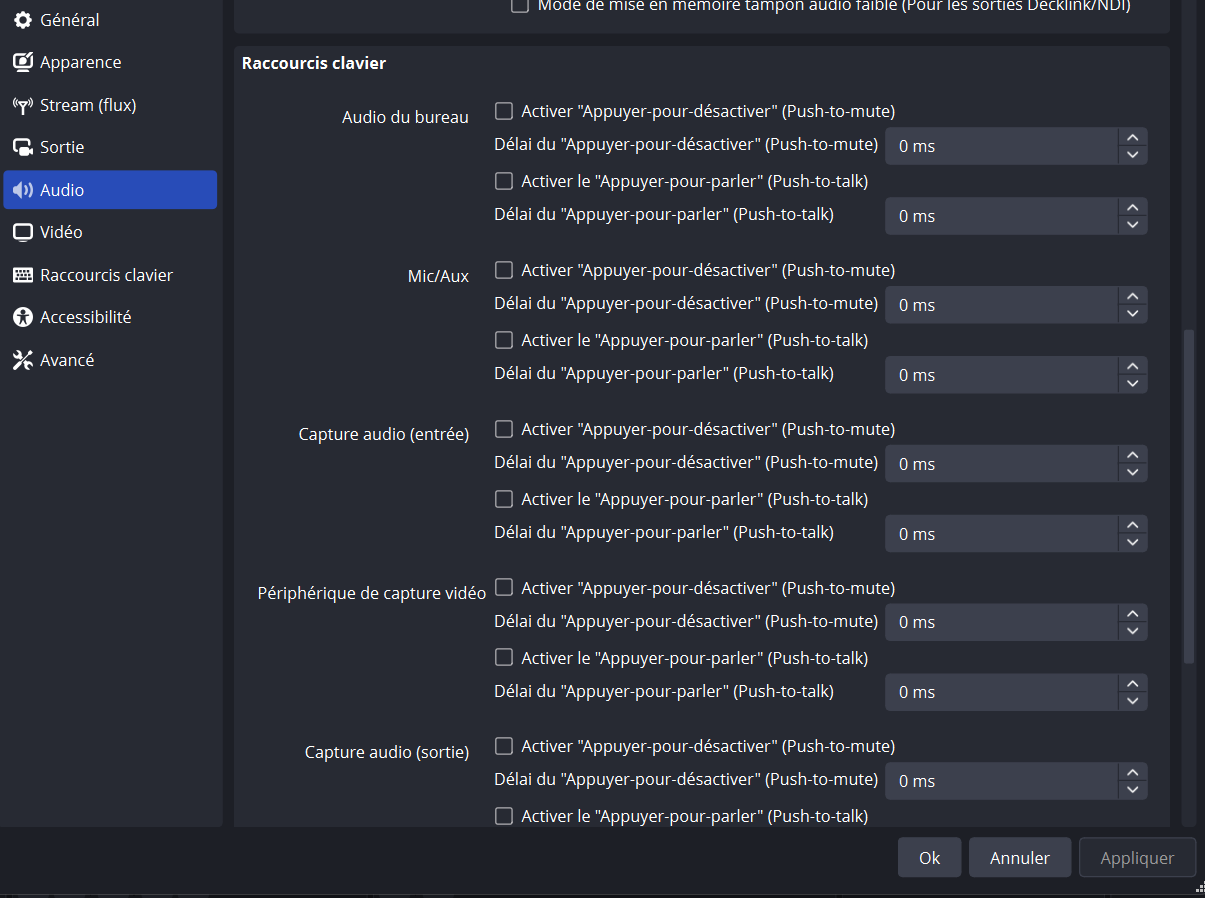 Général
Apparence
Stream (flux)
Sortie
Audio
Vidéo
Raccourcis clavier
Accessibilité
Avancé
Mode de mise en mémoire tampon audio faible (Pour les sorties Decklink/NDI)
Raccourcis clavier
Audio du bureau
Activer "Appuyer-pour-désactiver" (Push-to-mute)
Délai du "Appuyer-pour-désactiver" (Push-to-mute) 0 ms
Activer le "Appuyer-pour-parler" (Push-to-talk)
Délai du "Appuyer-pour-parler" (Push-to-talk) 0 ms
Mic/Aux
Activer "Appuyer-pour-désactiver" (Push-to-mute)
Délai du "Appuyer-pour-désactiver" (Push-to-mute) 0 ms
Activer le "Appuyer-pour-parler" (Push-to-talk)
Délai du "Appuyer-pour-parler" (Push-to-talk) 0 ms
Capture audio (entrée)
Activer "Appuyer-pour-désactiver" (Push-to-mute)
Délai du "Appuyer-pour-désactiver" (Push-to-mute) 0 ms
Activer le "Appuyer-pour-parler" (Push-to-talk)
Délai du "Appuyer-pour-parler" (Push-to-talk) 0 ms
Périphérique de capture vidéo
Activer "Appuyer-pour-désactiver" (Push-to-mute)
Délai du "Appuyer-pour-désactiver" (Push-to-mute) 0 ms
Activer le "Appuyer-pour-parler" (Push-to-talk)
Délai du "Appuyer-pour-parler" (Push-to-talk) 0 ms
Capture audio (sortie)
Activer "Appuyer-pour-désactiver" (Push-to-mute)
Délai du "Appuyer-pour-désactiver" (Push-to-mute) 0 ms
Activer le "Appuyer-pour-parler" (Push-to-talk)
Ok
Annuler
Appliquer